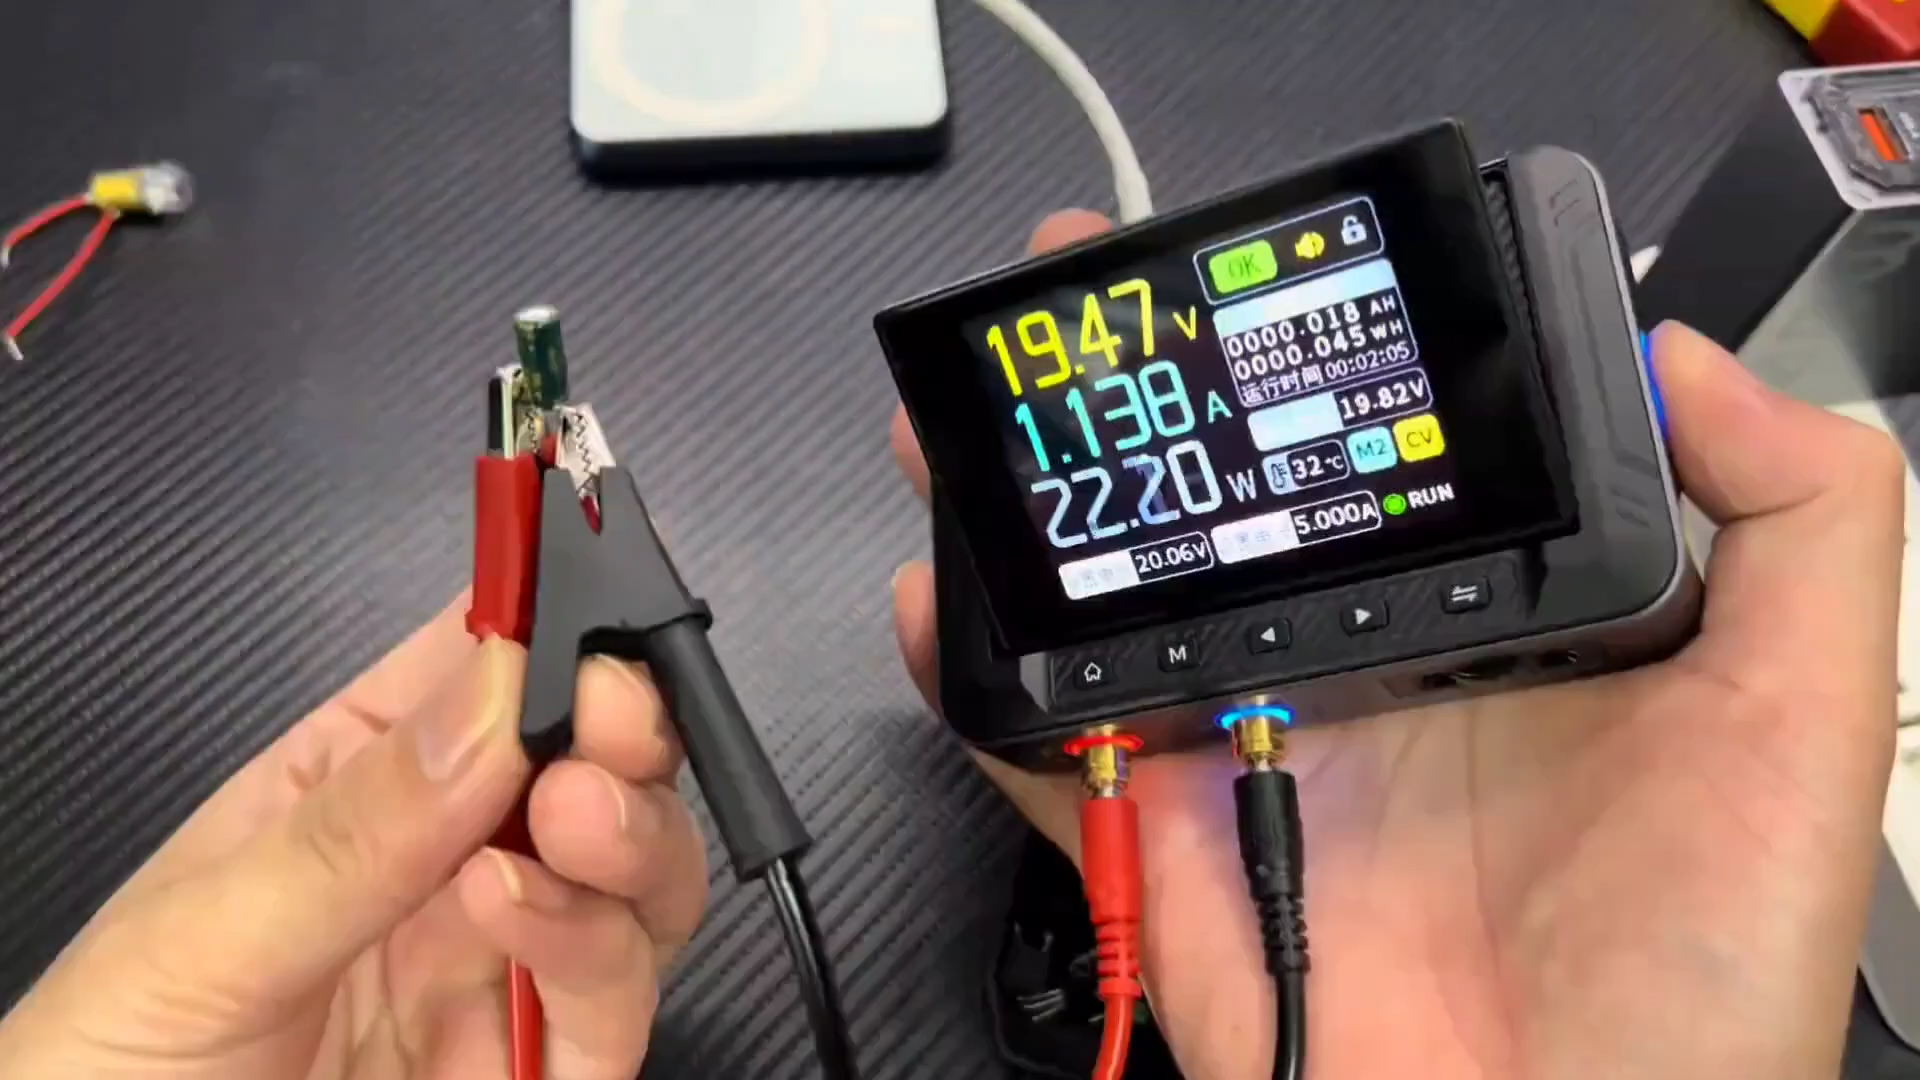 OK
19.47 V
0000.018 AH
0000.045 WH
运行时间 00:02:05
1.138 A
19.82V
22.20 W
32℃
M2
CV
20.06V
5.000A
RUN
M